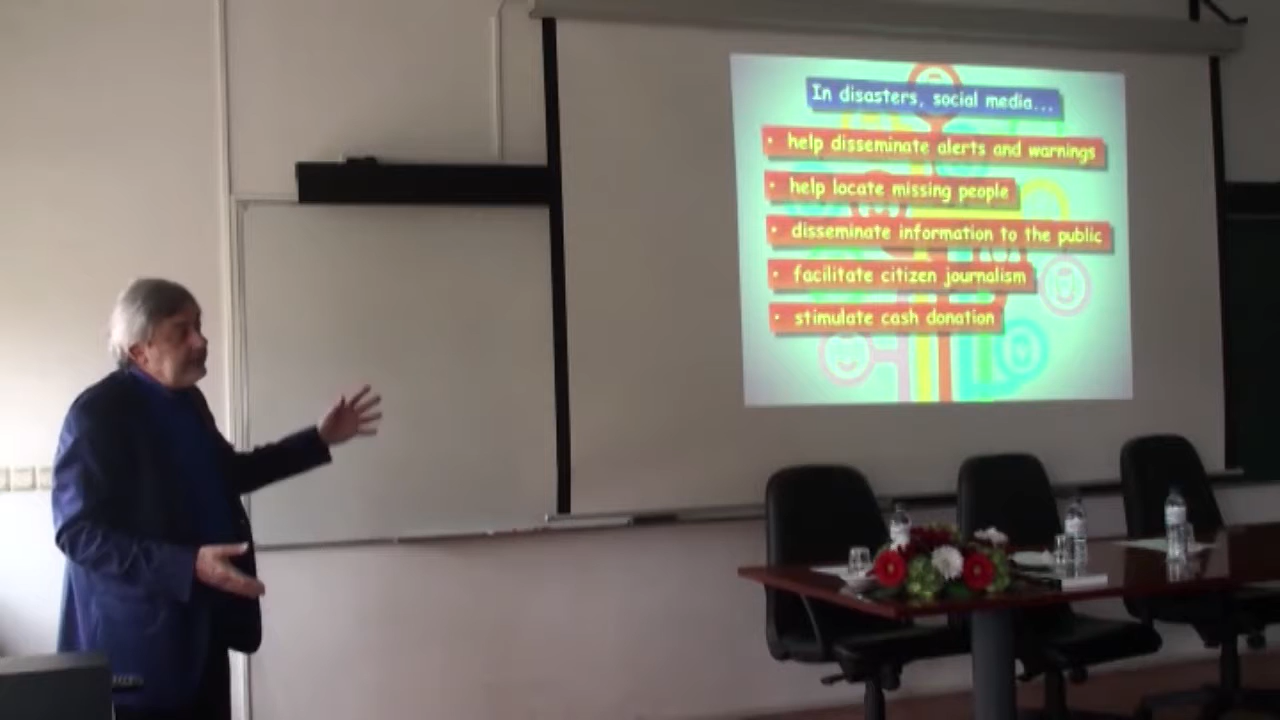 In disasters, social media...
• help disseminate alerts and warnings
• help locate missing people
• disseminate information to the public
• facilitate citizen journalism
• stimulate cash donation